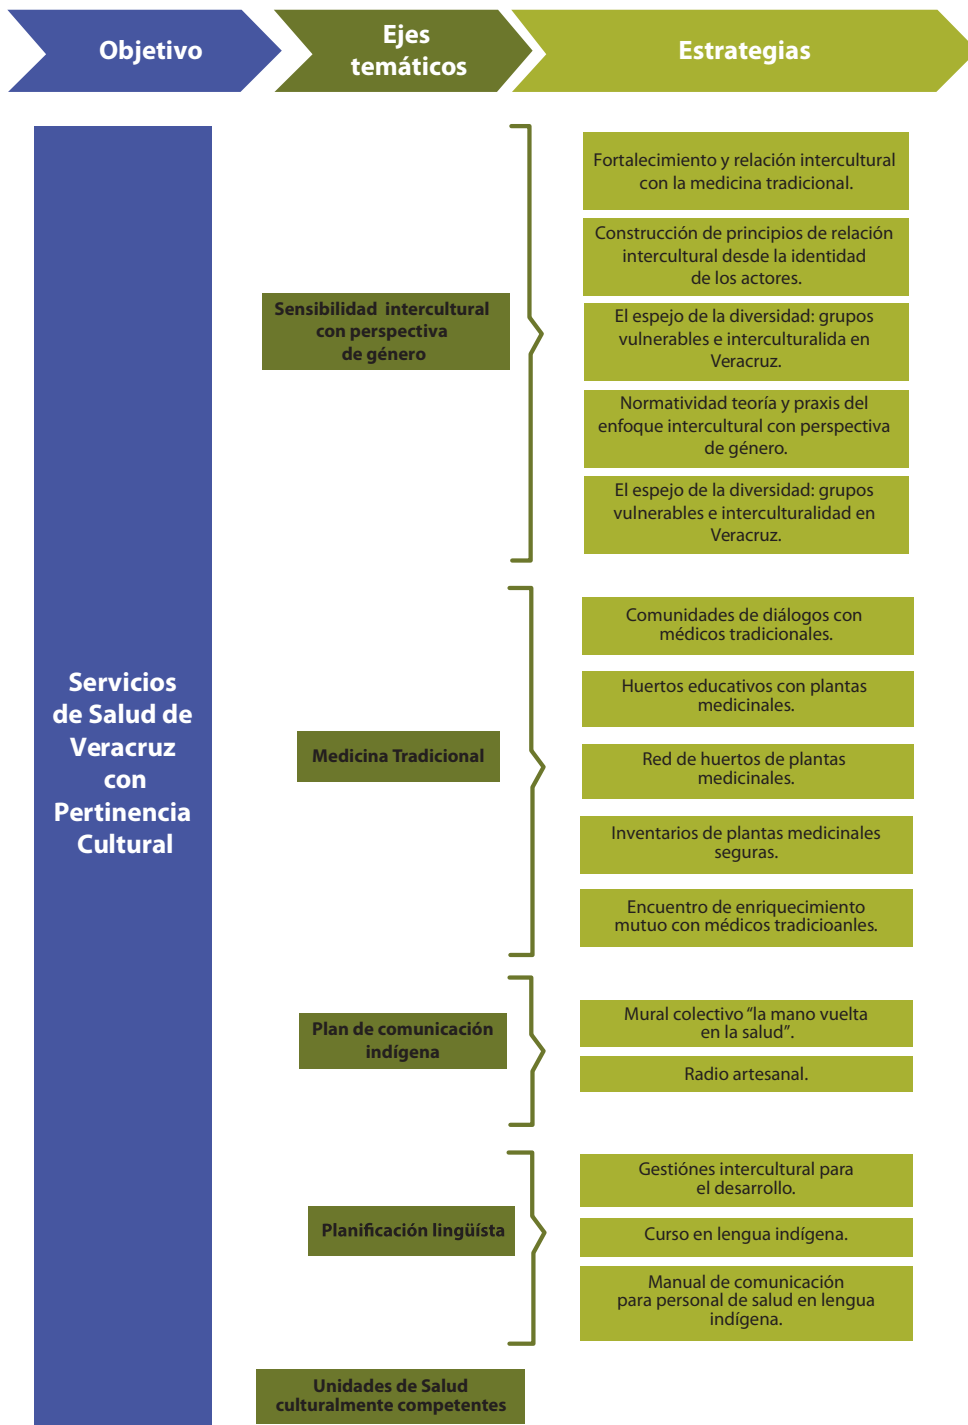 Objetivo
Ejes
temáticos
Estrategias
Servicios
de Salud de
Veracruz
con
Pertinencia
Cultural
Sensibilidad intercultural
con perspectiva
de género
Fortalecimiento y relación intercultural
con la medicina tradicional.
Construcción de principios de relación
intercultural desde la identidad
de los actores.
El espejo de la diversidad: grupos
vulnerables e interculturalida en
Veracruz.
Normatividad teoría y praxis del
enfoque intercultural con perspectiva
de género.
El espejo de la diversidad: grupos
vulnerables e interculturalidad en
Veracruz.
Medicina Tradicional
Comunidades de diálogos con
médicos tradicionales.
Huertos educativos con plantas
medicinales.
Red de huertos de plantas
medicinales.
Inventarios de plantas medicinales
seguras.
Encuentro de enriquecimiento
mutuo con médicos tradicioanles.
Plan de comunicación
indígena
Mural colectivo “la mano vuelta
en la salud”.
Radio artesanal.
Planificación lingüísta
Gestiónes intercultural para
el desarrollo.
Curso en lengua indígena.
Manual de comunicación
para personal de salud en lengua
indígena.
Unidades de Salud
culturalmente competentes